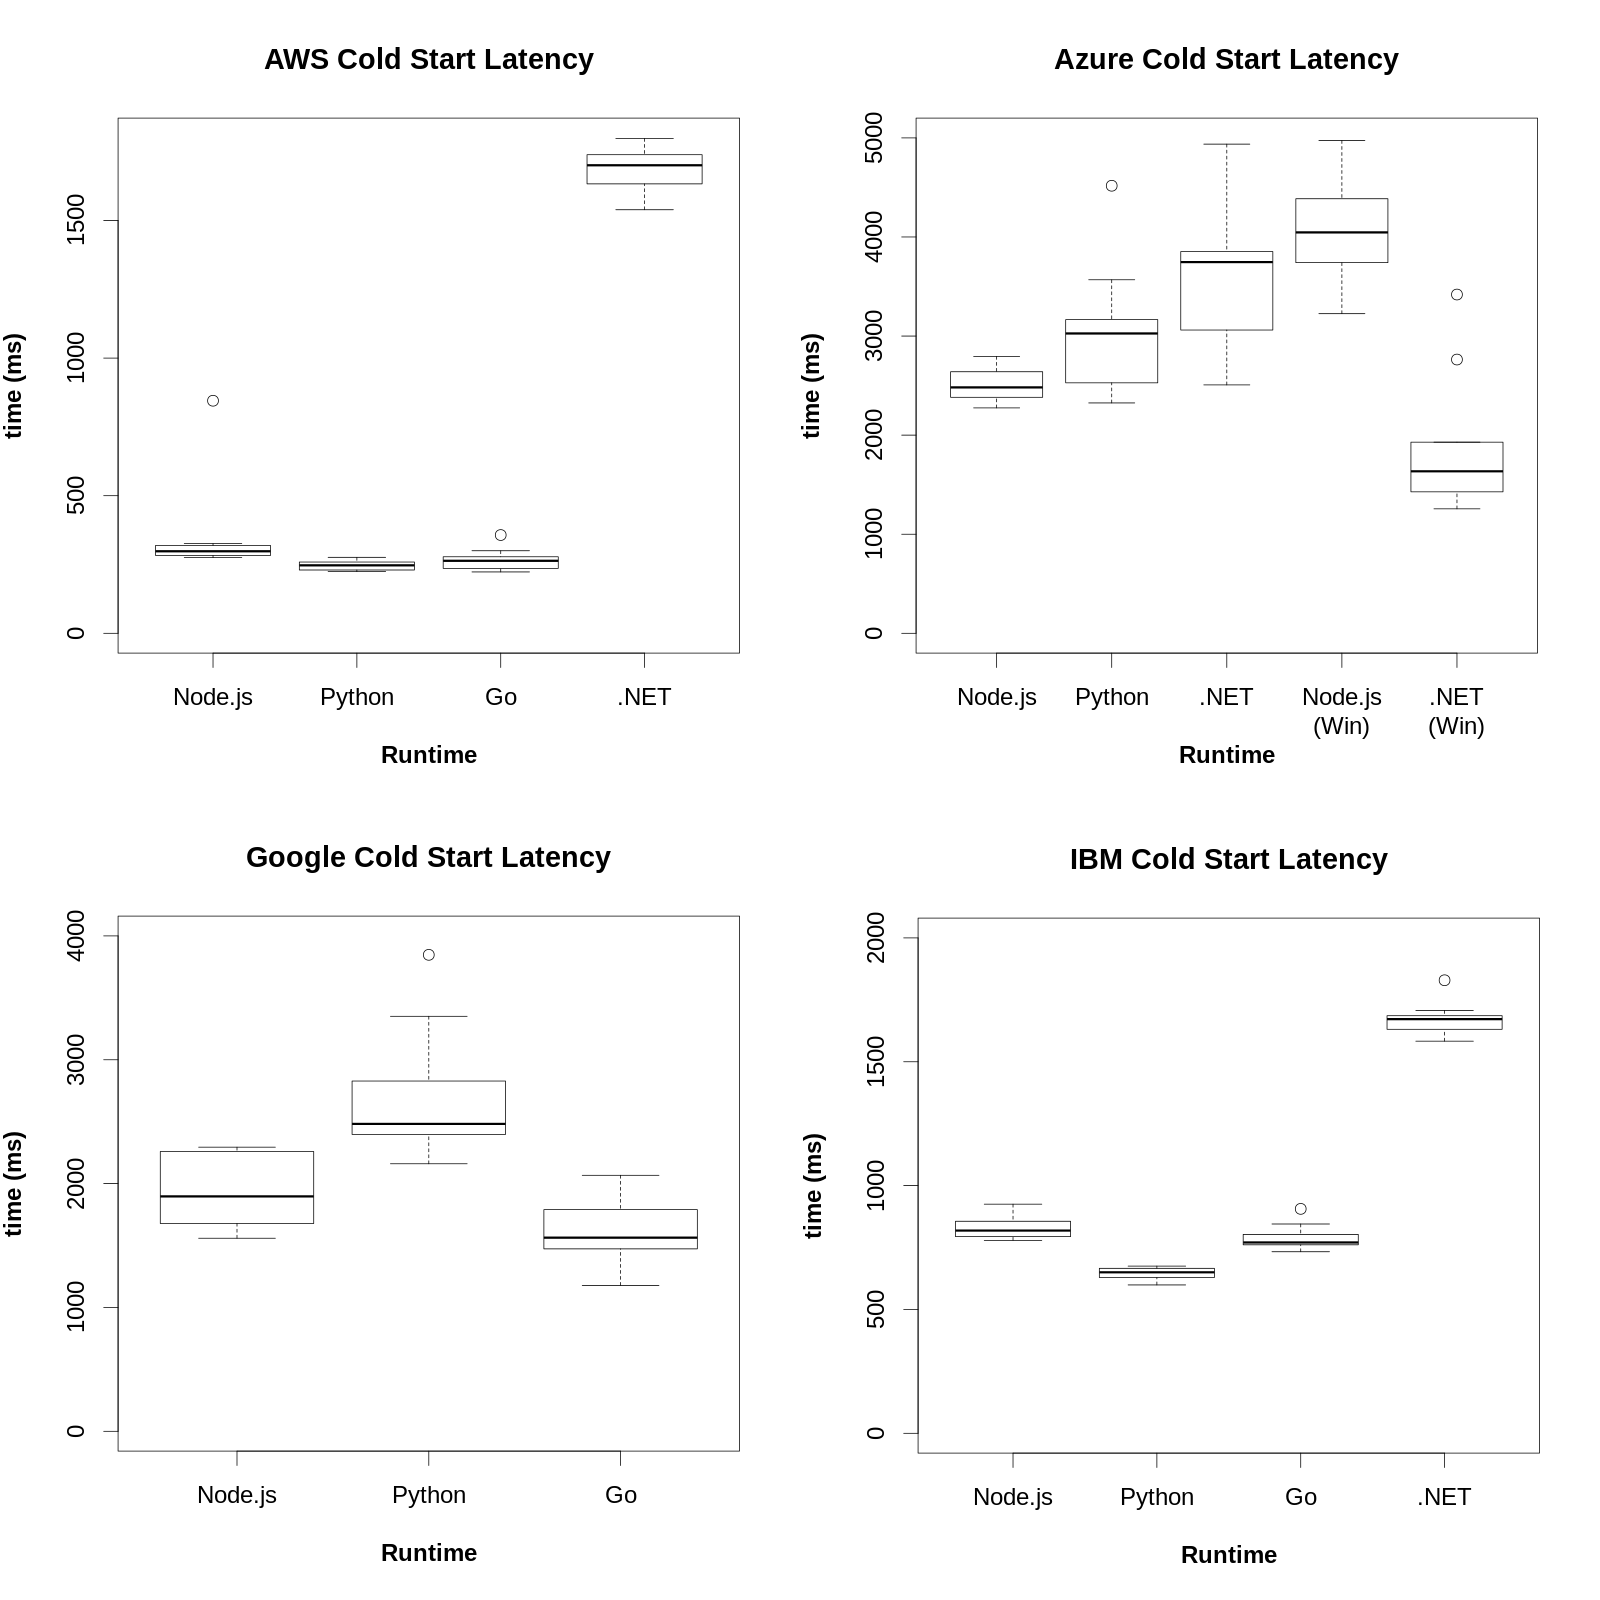 AWS Cold Start Latency
time (ms)
1500
1000
500
0
Node.js
Python
Go
.NET
Runtime
Azure Cold Start Latency
time (ms)
5000
4000
3000
2000
1000
0
Node.js
Python
.NET
Node.js
(Win)
.NET
(Win)
Runtime
Google Cold Start Latency
time (ms)
4000
3000
2000
1000
0
Node.js
Python
Go
Runtime
IBM Cold Start Latency
time (ms)
2000
1500
1000
500
0
Node.js
Python
Go
.NET
Runtime